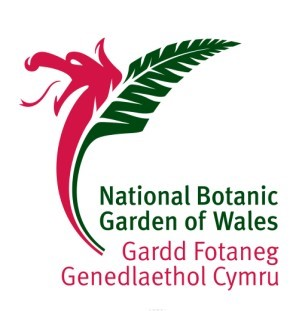 National Botanic
Garden of Wales
Gardd Fotaneg
Genedlaethol Cymru